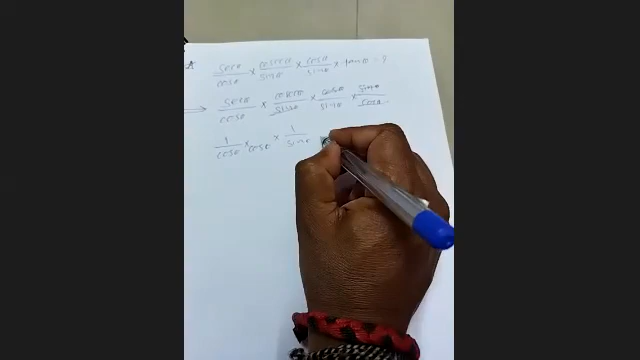 secθ/cosθ × cosecθ/sinθ × cosθ/sinθ × tanθ = ?
⟹ secθ/cosθ × cosecθ/sinθ × cosθ/sinθ × sinθ/cosθ
1/cosθ × cosθ × 1/sinθ